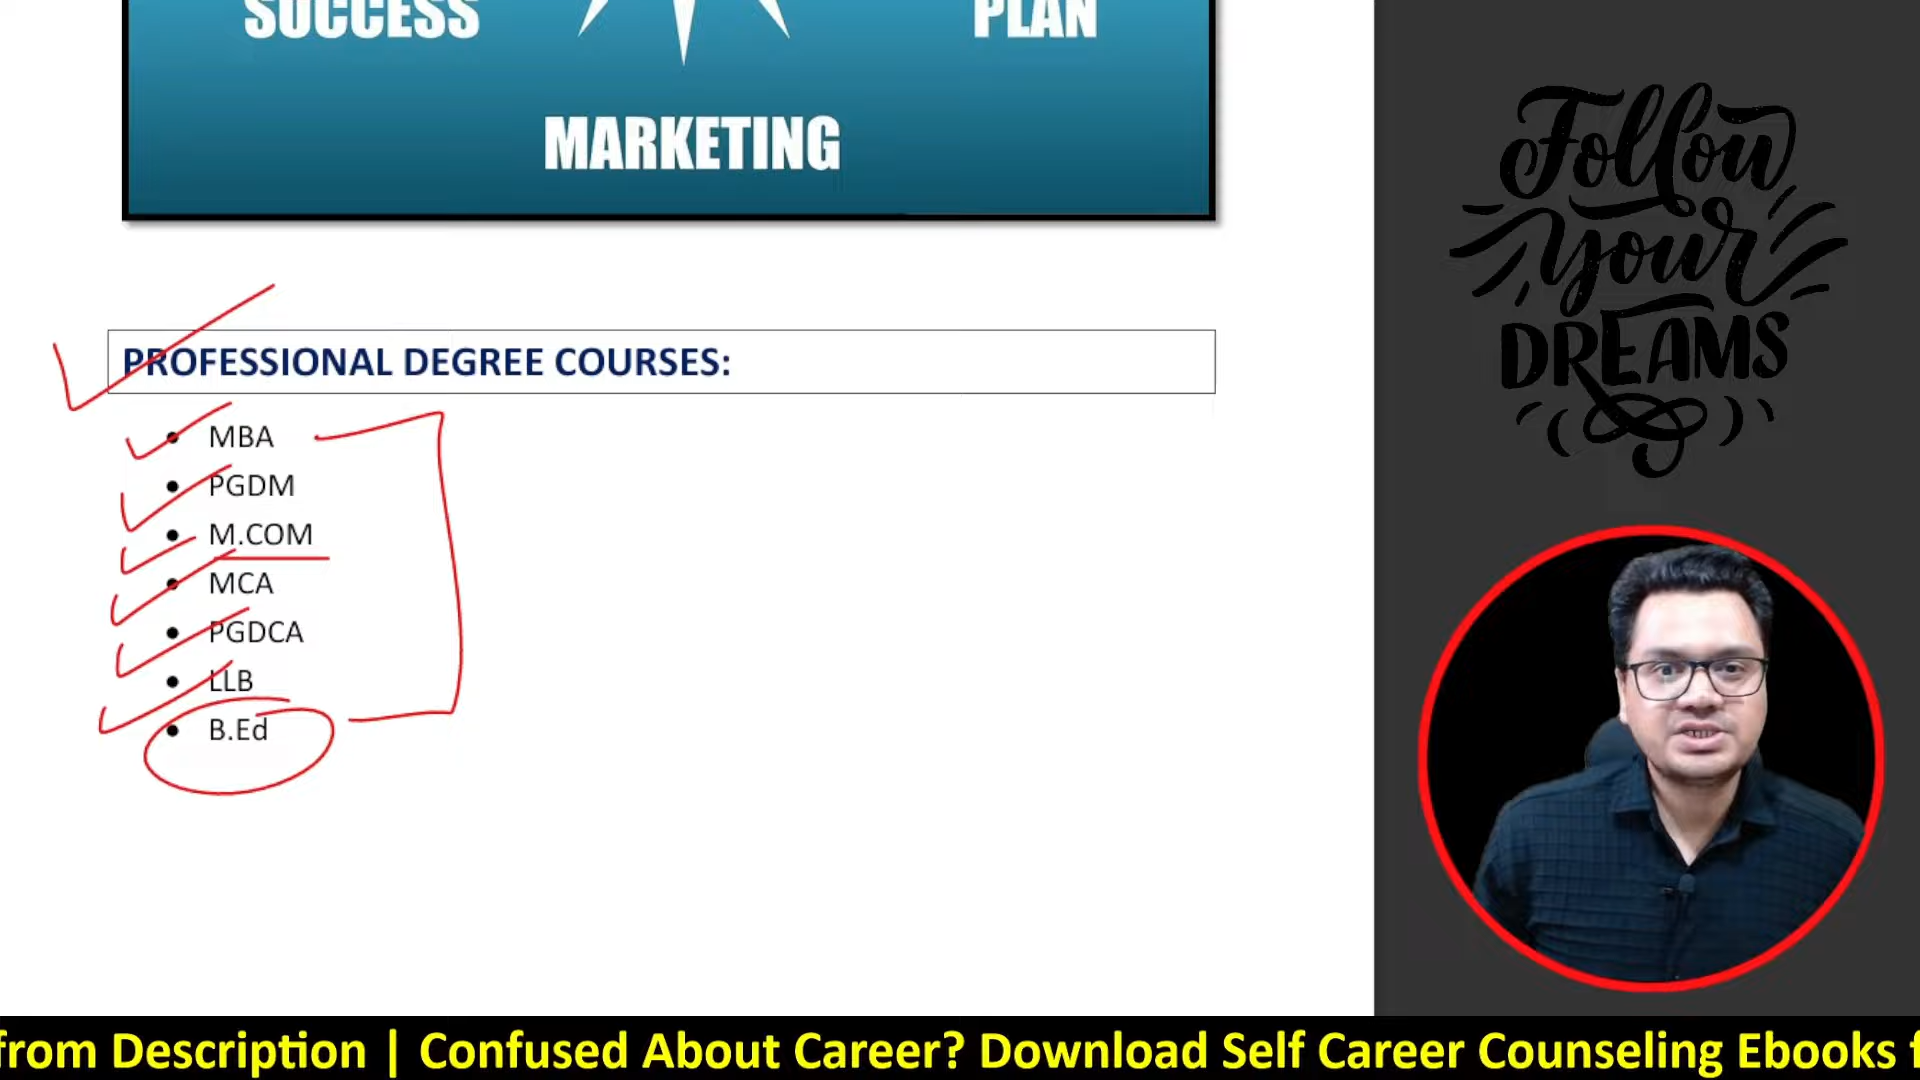 SUCCESS
PLAN
MARKETING
PROFESSIONAL DEGREE COURSES:
• MBA
• PGDM
• M.COM
• MCA
• PGDCA
• LLB
• B.Ed
Follow
your
DREAMS
from Description | Confused About Career? Download Self Career Counseling Ebooks f